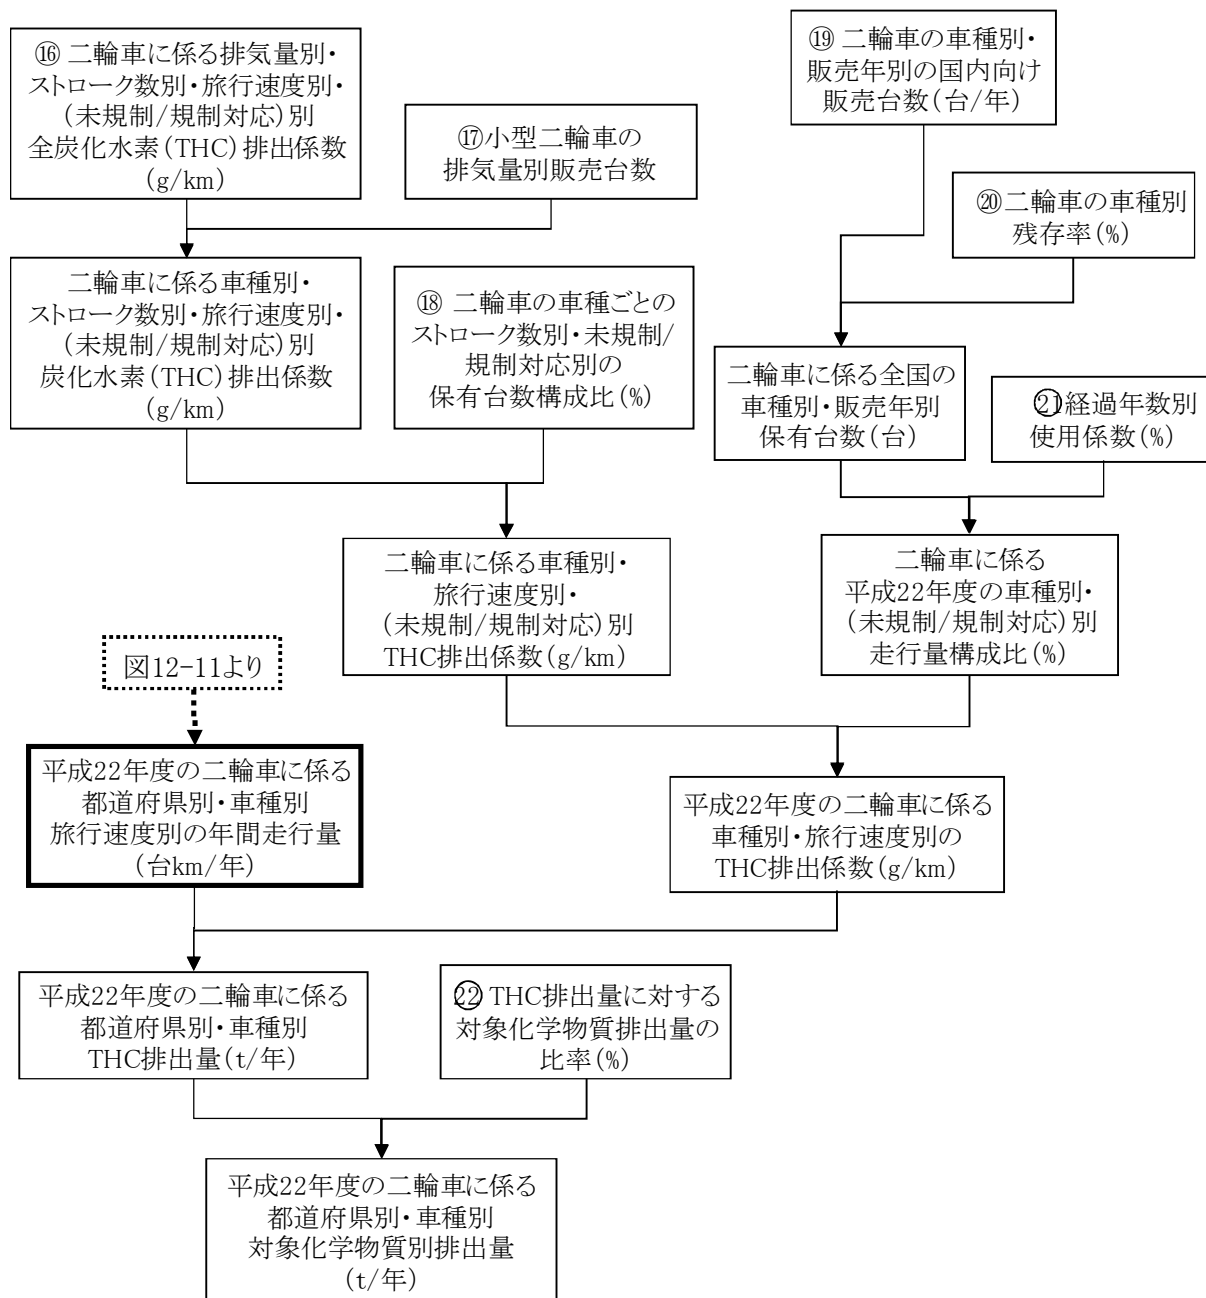 ⑯ 二輪車に係る排気量別・
ストローク数別・旅行速度別・
(未規制/規制対応)別
全炭化水素(THC)排出係数
(g/km)
⑰小型二輪車の
排気量別販売台数
⑲ 二輪車の車種別・
販売年別の国内向け
販売台数(台/年)
⑳二輪車の車種別
残存率(%)
二輪車に係る車種別・
ストローク数別・旅行速度別・
(未規制/規制対応)別
炭化水素(THC)排出係数
(g/km)
⑱ 二輪車の車種ごとの
ストローク数別・未規制/
規制対応別の
保有台数構成比(%)
二輪車に係る全国の
車種別・販売年別
保有台数(台)
㉑経過年数別
使用係数(%)
二輪車に係る車種別・
旅行速度別・
(未規制/規制対応)別
THC排出係数(g/km)
二輪車に係る
平成22年度の車種別・
(未規制/規制対応)別
走行量構成比(%)
図12-11より
平成22年度の二輪車に係る
都道府県別・車種別
旅行速度別の年間走行量
(台km/年)
平成22年度の二輪車に係る
車種別・旅行速度別の
THC排出係数(g/km)
平成22年度の二輪車に係る
都道府県別・車種別
THC排出量(t/年)
㉒ THC排出量に対する
対象化学物質排出量の
比率(%)
平成22年度の二輪車に係る
都道府県別・車種別
対象化学物質別排出量
(t/年)